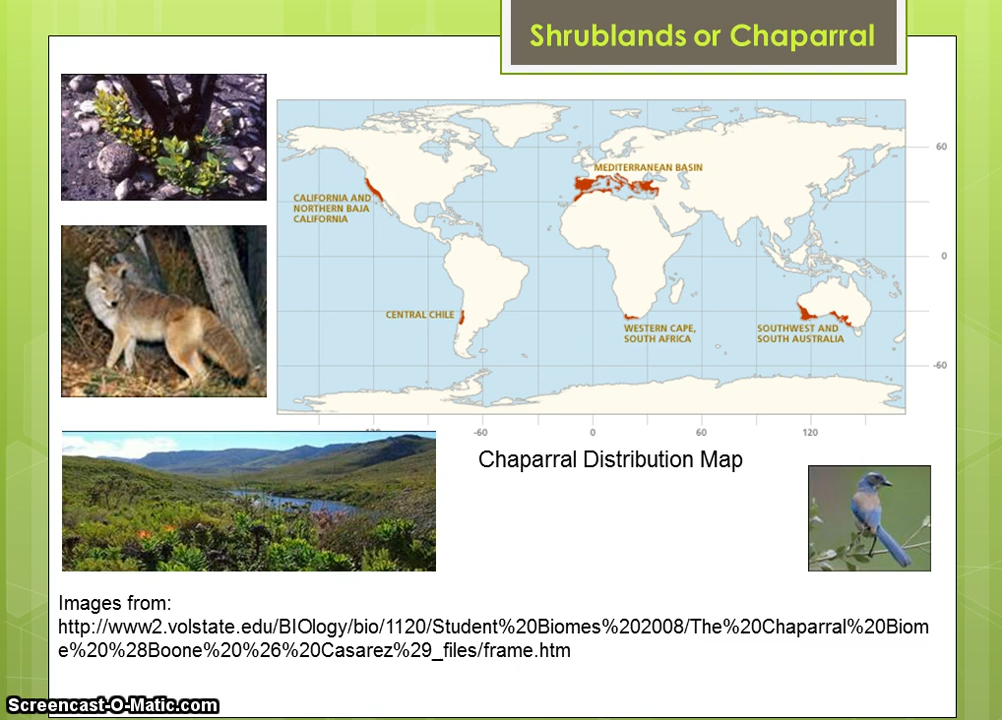 Shrublands or Chaparral
60
MEDITERRANEAN BASIN
CALIFORNIA AND
NORTHERN BAJA
CALIFORNIA
0
CENTRAL CHILE
WESTERN CAPE,
SOUTH AFRICA
SOUTHWEST AND
SOUTH AUSTRALIA
-60
-120 -60 0 60 120
Chaparral Distribution Map
Images from:
http://www2.volstate.edu/BIOlogy/bio/1120/Student%20Biomes%202008/The%20Chaparral%20Biom
e%20%28Boone%20%26%20Casarez%29_files/frame.htm
Screencast-O-Matic.com